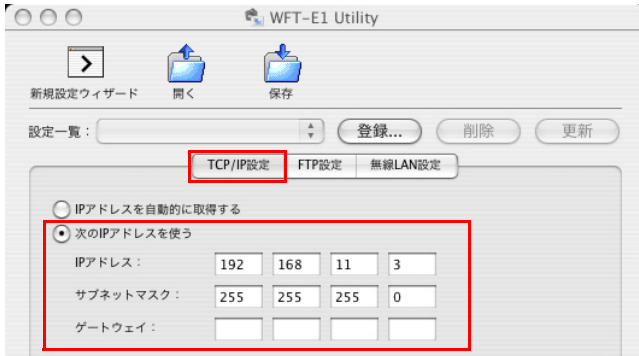 WFT-E1 Utility
新規設定ウィザード 開く 保存
設定一覧： 登録... 削除 更新
TCP/IP設定 FTP設定 無線LAN設定
IPアドレスを自動的に取得する
次のIPアドレスを使う
IPアドレス： 192 168 11 3
サブネットマスク： 255 255 255 0
ゲートウェイ：